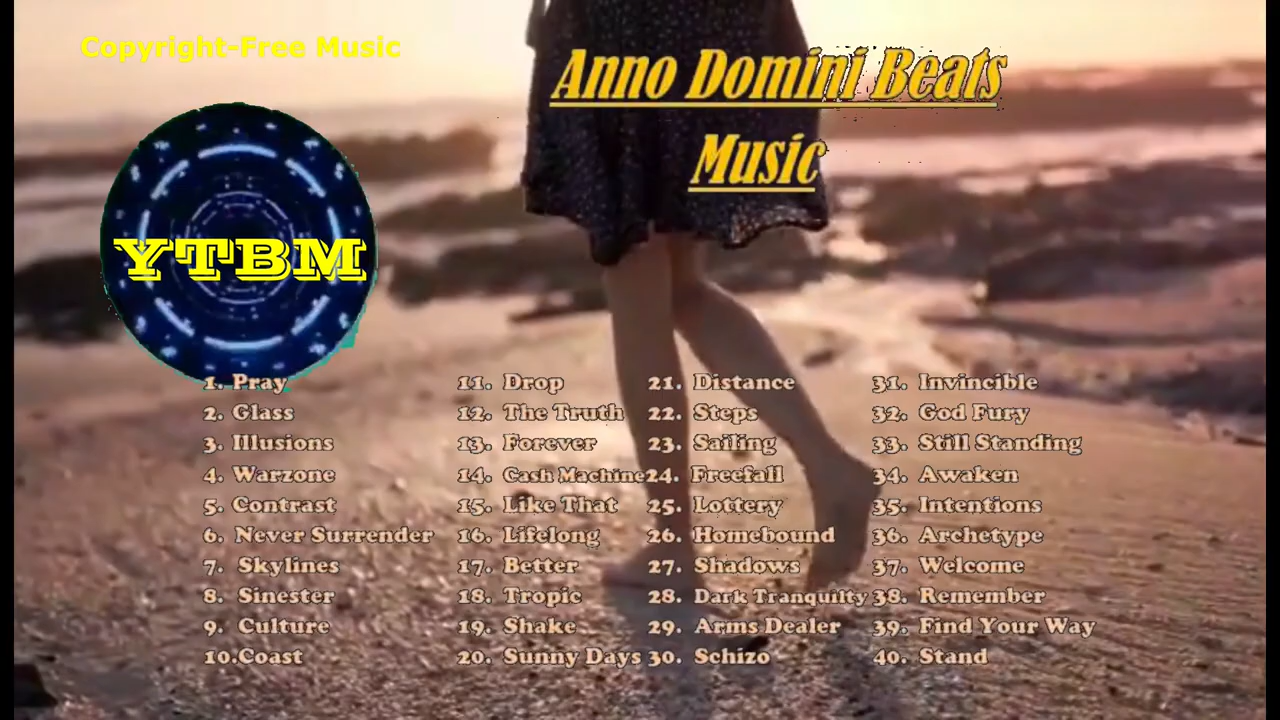 Copyright-Free Music
Anno Domini Beats
Music
YTBM
1. Pray
2. Glass
3. Illusions
4. Warzone
5. Contrast
6. Never Surrender
7. Skylines
8. Sinester
9. Culture
10.Coast
11. Drop
12. The Truth
13. Forever
14. Cash Machine
15. Like That
16. Lifelong
17. Better
18. Tropic
19. Shake
20. Sunny Days
21. Distance
22. Steps
23. Sailing
24. Freefall
25. Lottery
26. Homebound
27. Shadows
28. Dark Tranquilty
29. Arms Dealer
30. Schizo
31. Invincible
32. God Fury
33. Still Standing
34. Awaken
35. Intentions
36. Archetype
37. Welcome
38. Remember
39. Find Your Way
40. Stand